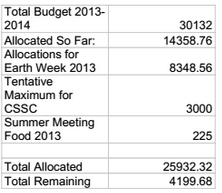 Total Budget 2013-
2014 30132
Allocated So Far: 14358.76
Allocations for
Earth Week 2013 8348.56
Tentative
Maximum for
CSSC 3000
Summer Meeting
Food 2013 225
Total Allocated 25932.32
Total Remaining 4199.68